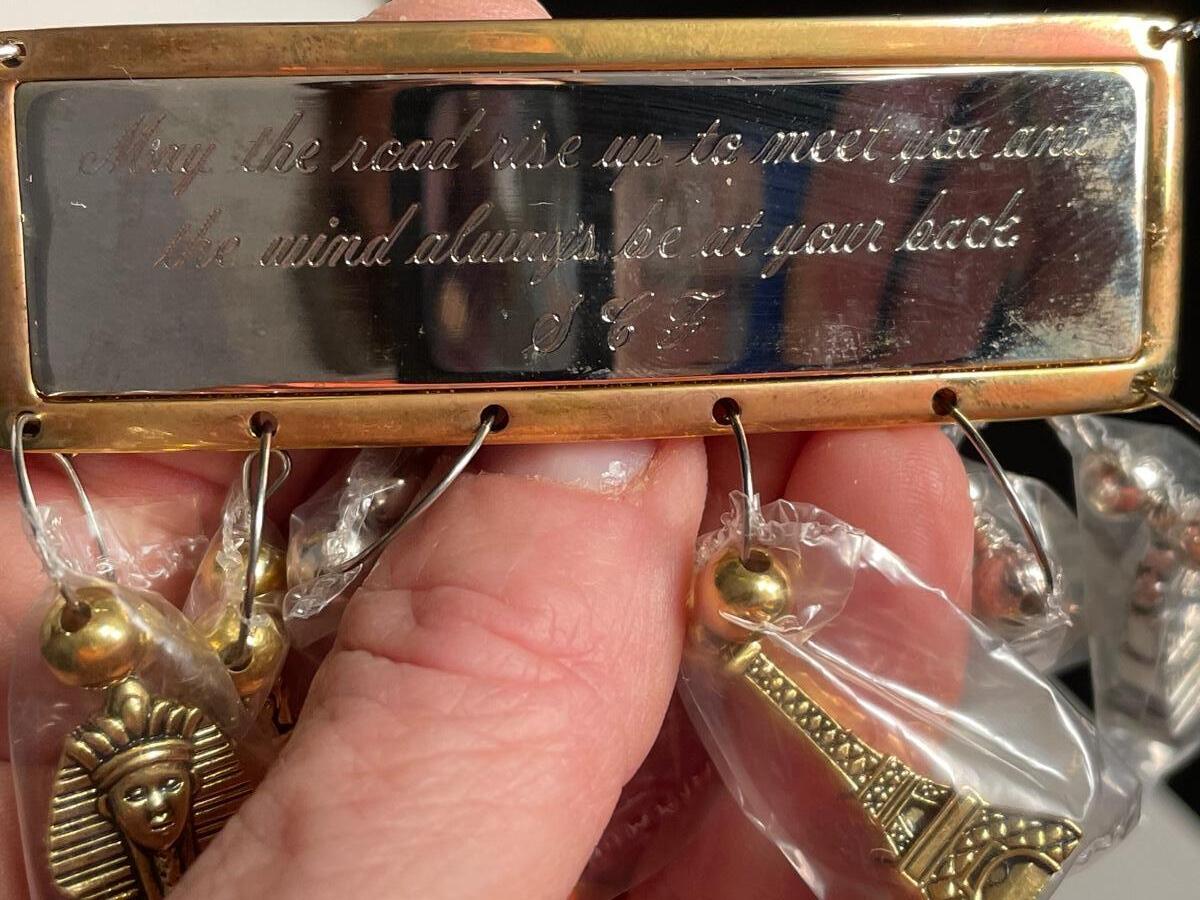 May the road rise up to meet you and
the wind always be at your back
S C F